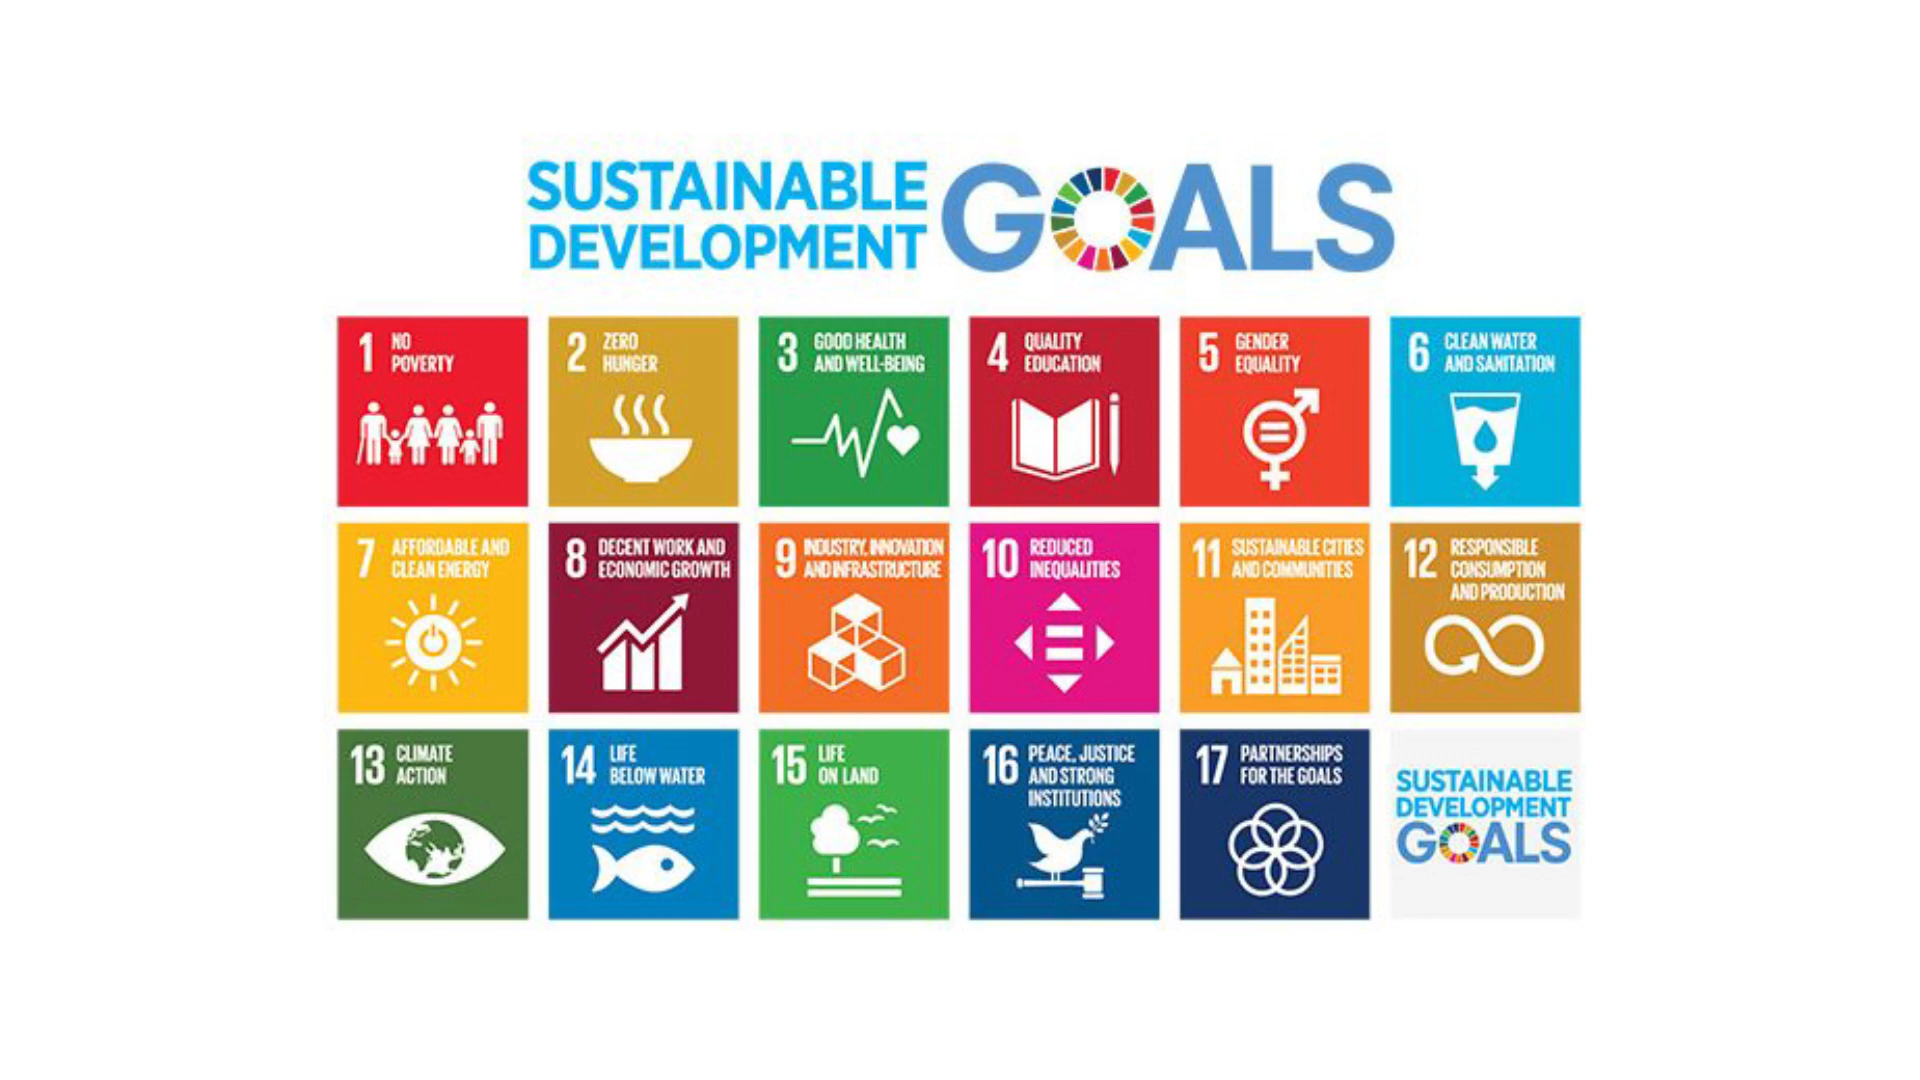 SUSTAINABLE
DEVELOPMENT
GOALS
1 NO
POVERTY
2 ZERO
HUNGER
3 GOOD HEALTH
AND WELL-BEING
4 QUALITY
EDUCATION
5 GENDER
EQUALITY
6 CLEAN WATER
AND SANITATION
7 AFFORDABLE AND
CLEAN ENERGY
8 DECENT WORK AND
ECONOMIC GROWTH
9 INDUSTRY, INNOVATION
AND INFRASTRUCTURE
10 REDUCED
INEQUALITIES
11 SUSTAINABLE CITIES
AND COMMUNITIES
12 RESPONSIBLE
CONSUMPTION
AND PRODUCTION
13 CLIMATE
ACTION
14 LIFE
BELOW WATER
15 LIFE
ON LAND
16 PEACE, JUSTICE
AND STRONG
INSTITUTIONS
17 PARTNERSHIPS
FOR THE GOALS
SUSTAINABLE
DEVELOPMENT
GOALS